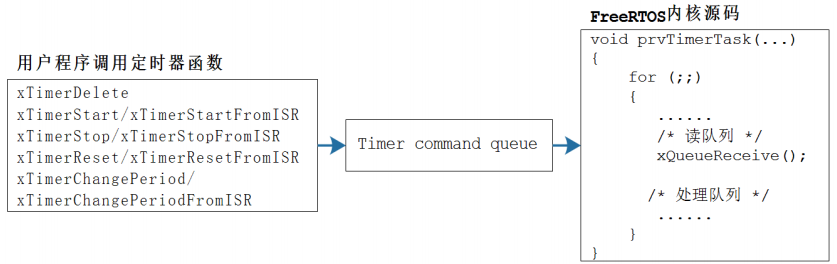 用户程序调用定时器函数
xTimerDelete
xTimerStart/xTimerStartFromISR
xTimerStop/xTimerStopFromISR
xTimerReset/xTimerResetFromISR
xTimerChangePeriod/
xTimerChangePeriodFromISR
Timer command queue
FreeRTOS内核源码
void prvTimerTask(...)
{
for (;;)
{
......
/* 读队列 */
xQueueReceive();
/* 处理队列 */
......
}
}